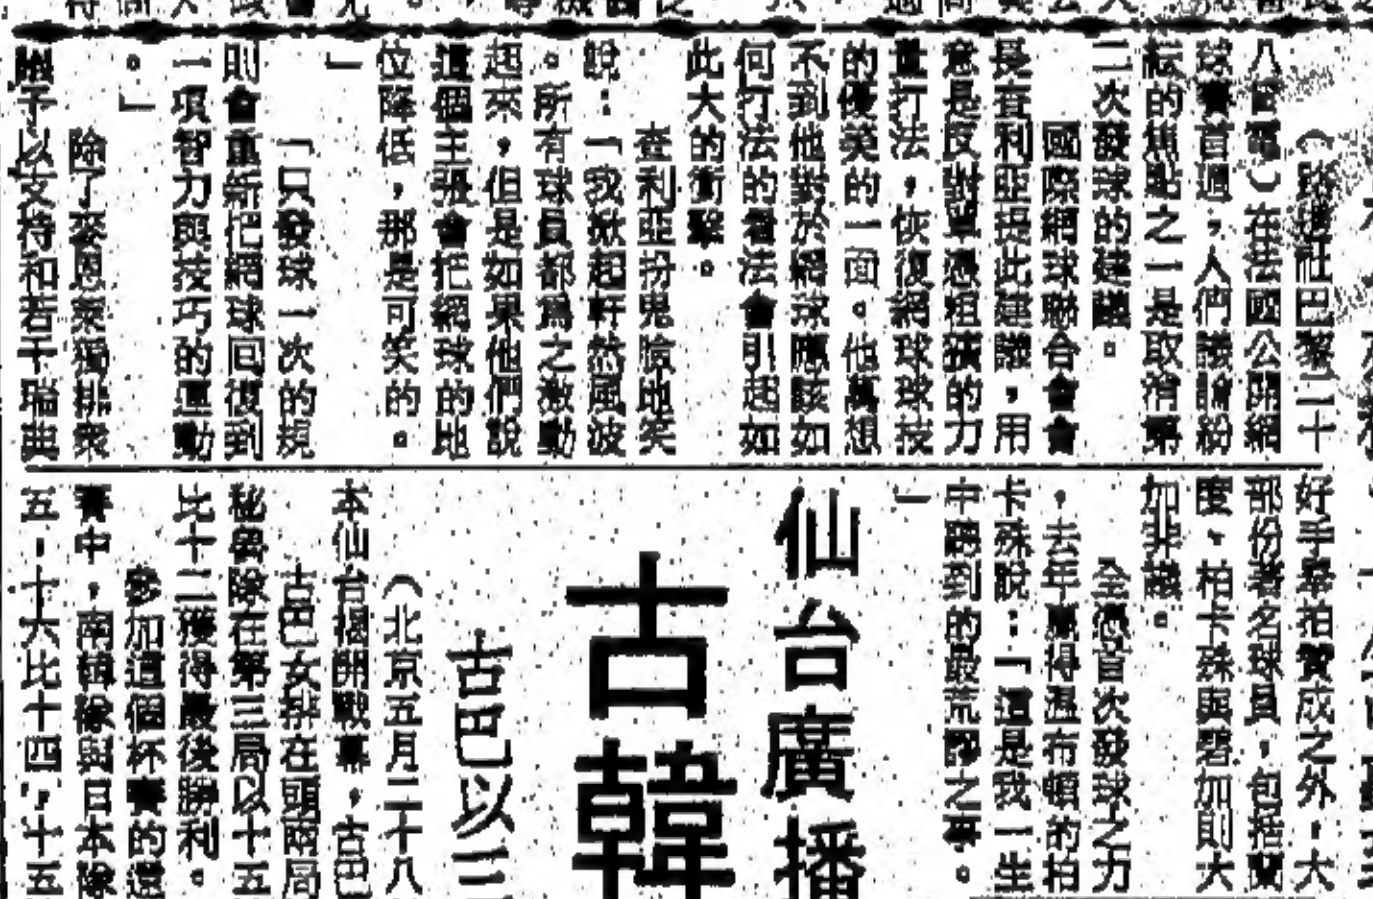 (路透社巴黎二十
八日電)在法國公開網
球賽首週,人們議論紛
紜的焦點之一是取消第
二次發球的建議。
國際網球聯合會會
長查利亞提此建議,用
意是反對單憑粗獷的力
量打法,恢復網球球技
的優美的一面。他萬想
不到他對於網球應該如
何打法的看法會引起如
此大的衝擊。
查利亞扮鬼臉地笑
說:「我掀起軒然風波
。所有球員都為之激動
起來,但是如果他們說
這個主張會把網球的地
位降低,那是可笑的。
」
「只發球一次的規
則會重新把網球回復到
一項智力與技巧的運動
。」
除了麥恩萊獨排眾
議予以支持和若干瑞典
好手舉拍贊成之外,大
部份著名球員,包括蘭
度、柏卡殊與碧加則大
加非議。
全憑首次發球之力
,去年贏得溫布頓的柏
卡殊說:「這是我一生
中聽到的最荒謬之事。
」
仙台廣播
古韓
古巴以三
(北京五月二十八
本仙台揭開戰幕,古巴
古巴女排在頭兩局
秘魯隊在第三局以十五
比十二獲得最後勝利。
參加這個杯賽的還
賽中,南韓隊與日本隊
五,十六比十四,十五